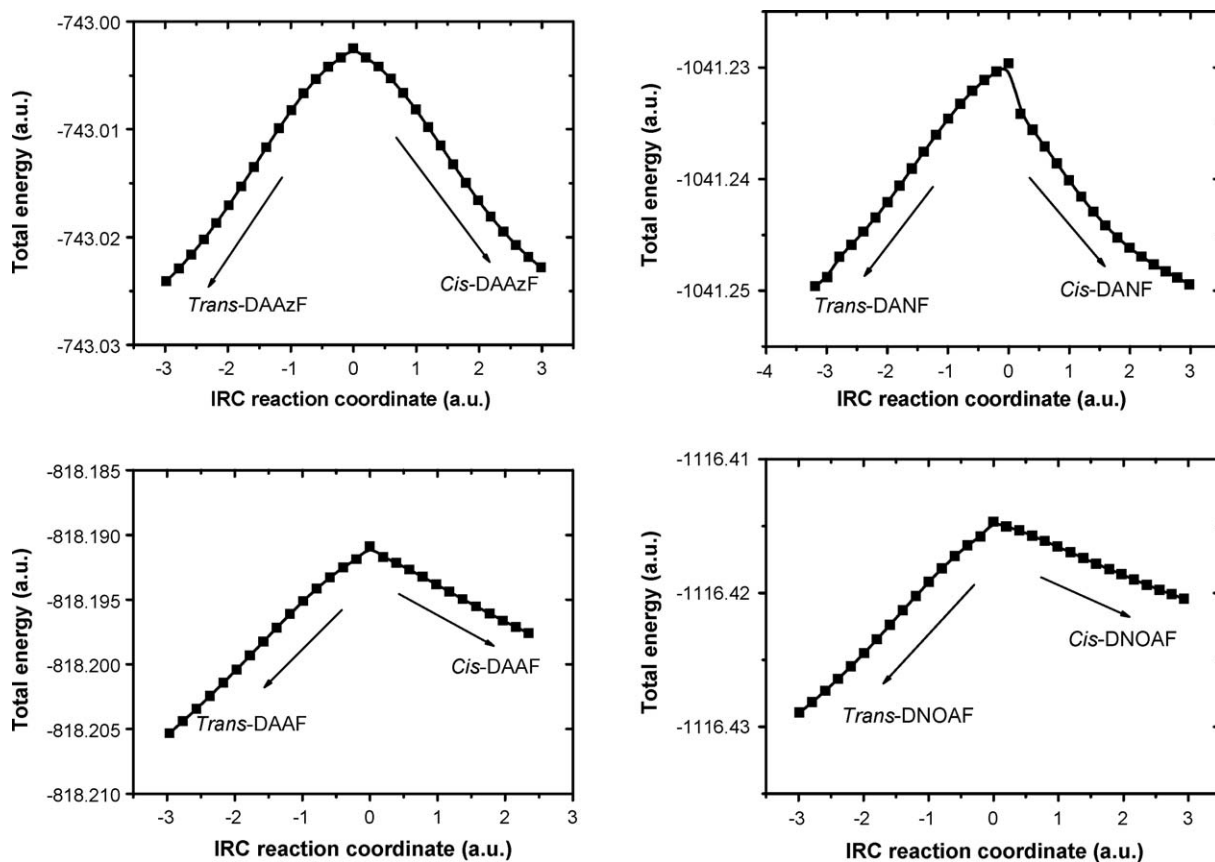 -743.00
-743.01
-743.02
-743.03
Total energy (a.u.)
Trans-DAAzF
Cis-DAAzF
-3 -2 -1 0 1 2 3
IRC reaction coordinate (a.u.)
-1041.23
-1041.24
-1041.25
Total energy (a.u.)
Trans-DANF
Cis-DANF
-4 -3 -2 -1 0 1 2 3
IRC reaction coordinate (a.u.)
-818.185
-818.190
-818.195
-818.200
-818.205
-818.210
Total energy (a.u.)
Cis-DAAF
Trans-DAAF
-3 -2 -1 0 1 2 3
IRC reaction coordinate (a.u.)
-1116.41
-1116.42
-1116.43
Total energy (a.u.)
Cis-DNOAF
Trans-DNOAF
-3 -2 -1 0 1 2 3
IRC reaction coordinate (a.u.)